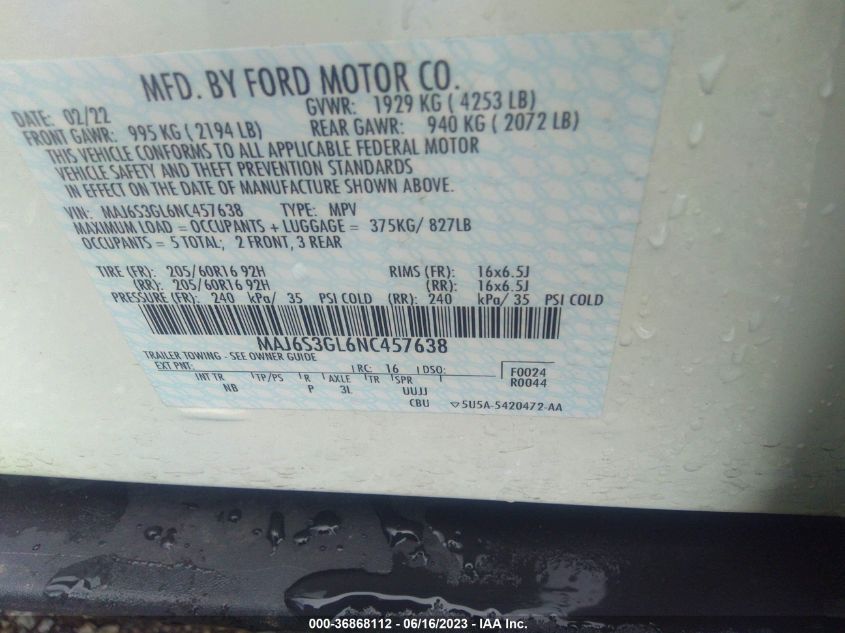 MFD. BY FORD MOTOR CO.
DATE: 02/22 GVWR: 1929 KG ( 4253 LB)
FRONT GAWR: 995 KG ( 2194 LB) REAR GAWR: 940 KG ( 2072 LB)
THIS VEHICLE CONFORMS TO ALL APPLICABLE FEDERAL MOTOR
VEHICLE SAFETY AND THEFT PREVENTION STANDARDS
IN EFFECT ON THE DATE OF MANUFACTURE SHOWN ABOVE.
VIN: MAJ6S3GL6NC457638 TYPE: MPV
MAXIMUM LOAD = OCCUPANTS + LUGGAGE = 375KG/ 827LB
OCCUPANTS = 5 TOTAL; 2 FRONT, 3 REAR
TIRE (FR): 205/60R16 92H RIMS (FR): 16x6.5J
(RR): 205/60R16 92H (RR): 16x6.5J
PRESSURE (FR): 240 kPa/ 35 PSI COLD (RR): 240 kPa/ 35 PSI COLD
MAJ6S3GL6NC457638
TRAILER TOWING - SEE OWNER GUIDE
EXT PNT: RC: 16 DSO: F0024
INT TR TP/PS R AXLE TR SPR R0044
NB P 3L UUJJ
CBU ▽5U5A-5420472-AA
000-36868112 - 06/16/2023 - IAA Inc.